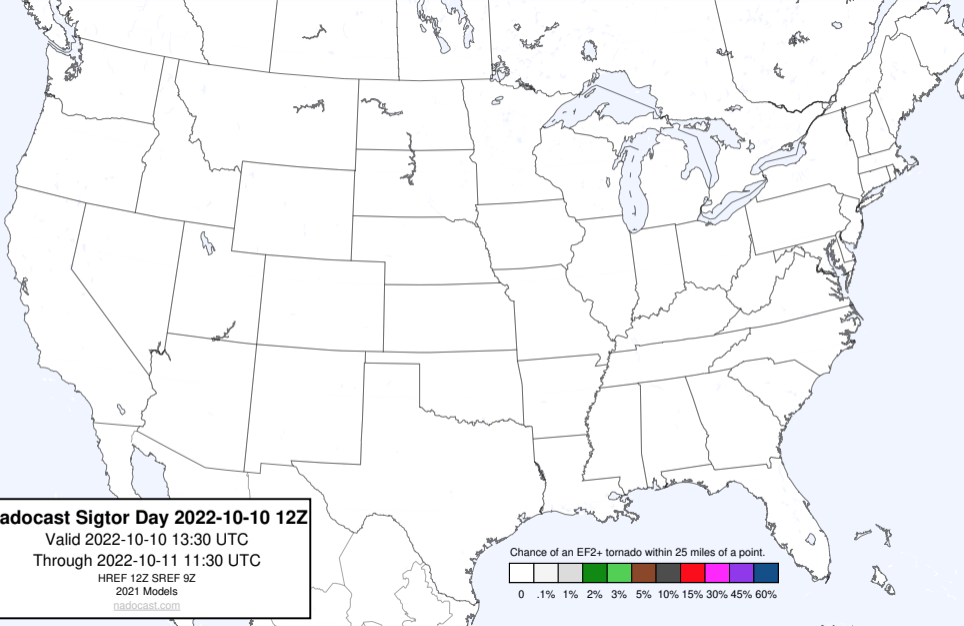 adocast Sigtor Day 2022-10-10 12Z
Valid 2022-10-10 13:30 UTC
Through 2022-10-11 11:30 UTC
HREF 12Z SREF 9Z
2021 Models
nadocast.com
Chance of an EF2+ tornado within 25 miles of a point.
0 .1% 1% 2% 3% 5% 10% 15% 30% 45% 60%